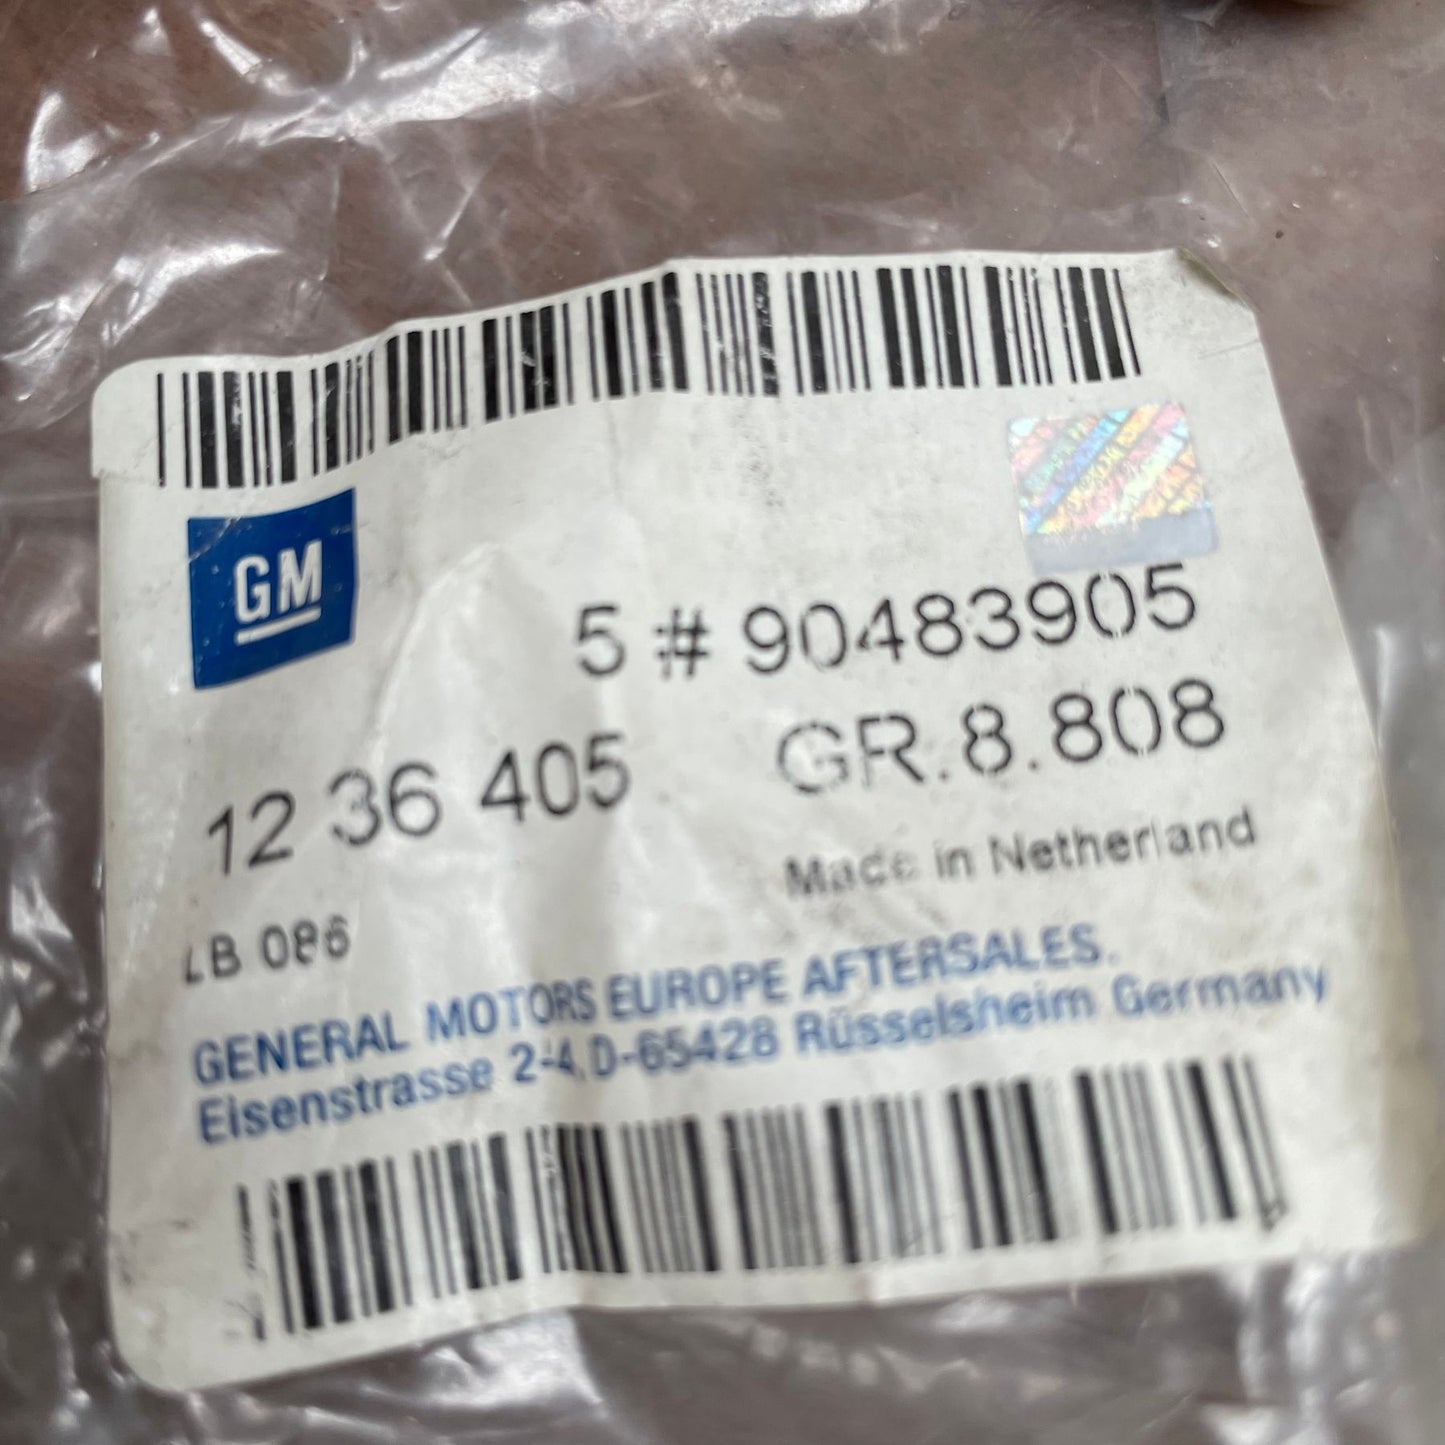 GM
5 # 90483905
12 36 405 GR.8.808
Made in Netherland
LB 086
GENERAL MOTORS EUROPE AFTERSALES.
Eisenstrasse 2-4,D-65428 Rüsselsheim Germany